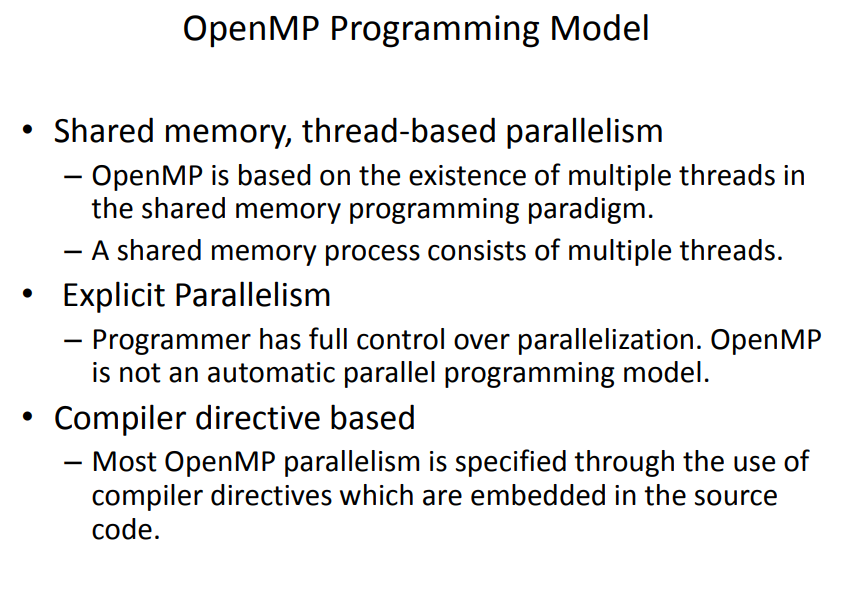 OpenMP Programming Model
• Shared memory, thread-based parallelism
– OpenMP is based on the existence of multiple threads in
the shared memory programming paradigm.
– A shared memory process consists of multiple threads.
• Explicit Parallelism
– Programmer has full control over parallelization. OpenMP
is not an automatic parallel programming model.
• Compiler directive based
– Most OpenMP parallelism is specified through the use of
compiler directives which are embedded in the source
code.